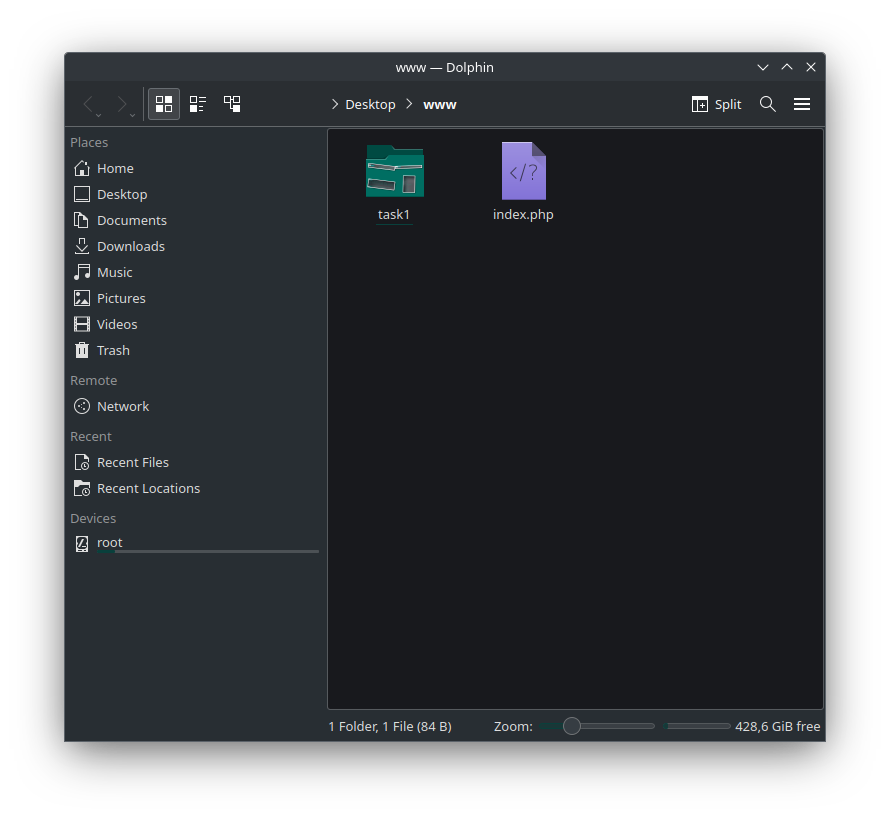 www — Dolphin
Desktop www
Split
Places
Home
Desktop
Documents
Downloads
Music
Pictures
Videos
Trash
Remote
Network
Recent
Recent Files
Recent Locations
Devices
root
task1
</?
index.php
1 Folder, 1 File (84 B)
Zoom:
428,6 GiB free